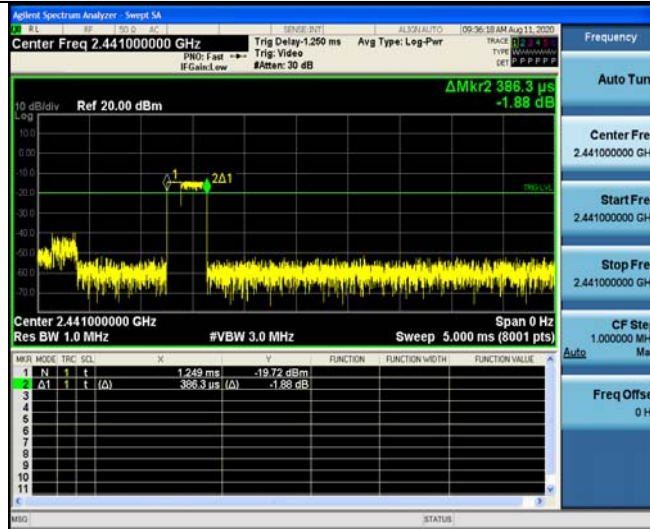 Agilent Spectrum Analyzer - Swept SA
RL RF 50 Ω AC SENSE:INT ALIGN AUTO 09:36:18 AM Aug 11, 2020
Center Freq 2.441000000 GHz
PNO: Fast
IFGain:Low
Trig Delay-1.250 ms
Trig: Video
#Atten: 30 dB
Avg Type: Log-Pwr
TRACE 1 2 3 4 5 6
TYPE
DET P P P P P P
Frequency
Auto Tun
ΔMkr2 386.3 µs
-1.88 dB
10 dB/div Ref 20.00 dBm
Log
10.0
0.00
-10.0
-20.0
-30.0
-40.0
-50.0
-60.0
-70.0
1
2Δ1
TRIG LVL
Center Fre
2.441000000 GH
Start Fre
2.441000000 GH
Stop Fre
2.441000000 GH
CF Ste
1.000000 MH
Auto Ma
Freq Offse
0 H
Center 2.441000000 GHz Span 0 Hz
Res BW 1.0 MHz #VBW 3.0 MHz Sweep 5.000 ms (8001 pts)
MKR MODE TRC SCL X Y FUNCTION FUNCTION WIDTH FUNCTION VALUE
1 N 1 t 1.249 ms -19.72 dBm
2 Δ1 1 t (Δ) 386.3 µs (Δ) -1.88 dB
3
4
5
6
7
8
9
10
11
MSG STATUS